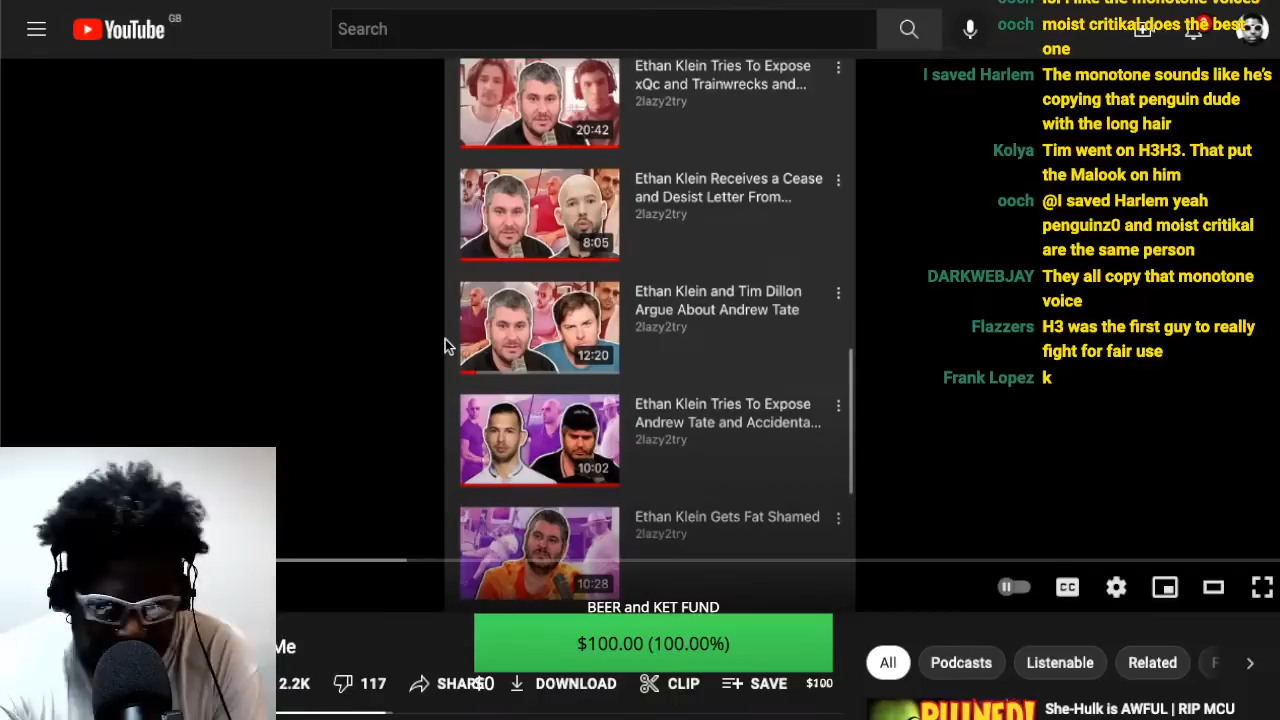 YouTube GB
Search
Ethan Klein Tries To Expose
xQc and Trainwrecks and...
2lazy2try
20:42
Ethan Klein Receives a Cease
and Desist Letter From...
2lazy2try
8:05
Ethan Klein and Tim Dillon
Argue About Andrew Tate
2lazy2try
12:20
Ethan Klein Tries To Expose
Andrew Tate and Accidenta...
2lazy2try
10:02
Ethan Klein Gets Fat Shamed
2lazy2try
10:28
ooch moist critikal does the best
one
I saved Harlem The monotone sounds like he's
copying that penguin dude
with the long hair
Kolya Tim went on H3H3. That put
the Malook on him
ooch @I saved Harlem yeah
penguinz0 and moist critikal
are the same person
DARKWEBJAY They all copy that monotone
voice
Flazzers H3 was the first guy to really
fight for fair use
Frank Lopez k
CC
BEER and KET FUND
$100.00 (100.00%)
$0
$100
Me
2.2K
117
SHAR
DOWNLOAD
CLIP
SAVE
All
Podcasts
Listenable
Related
F
RUINED!
She-Hulk is AWFUL | RIP MCU